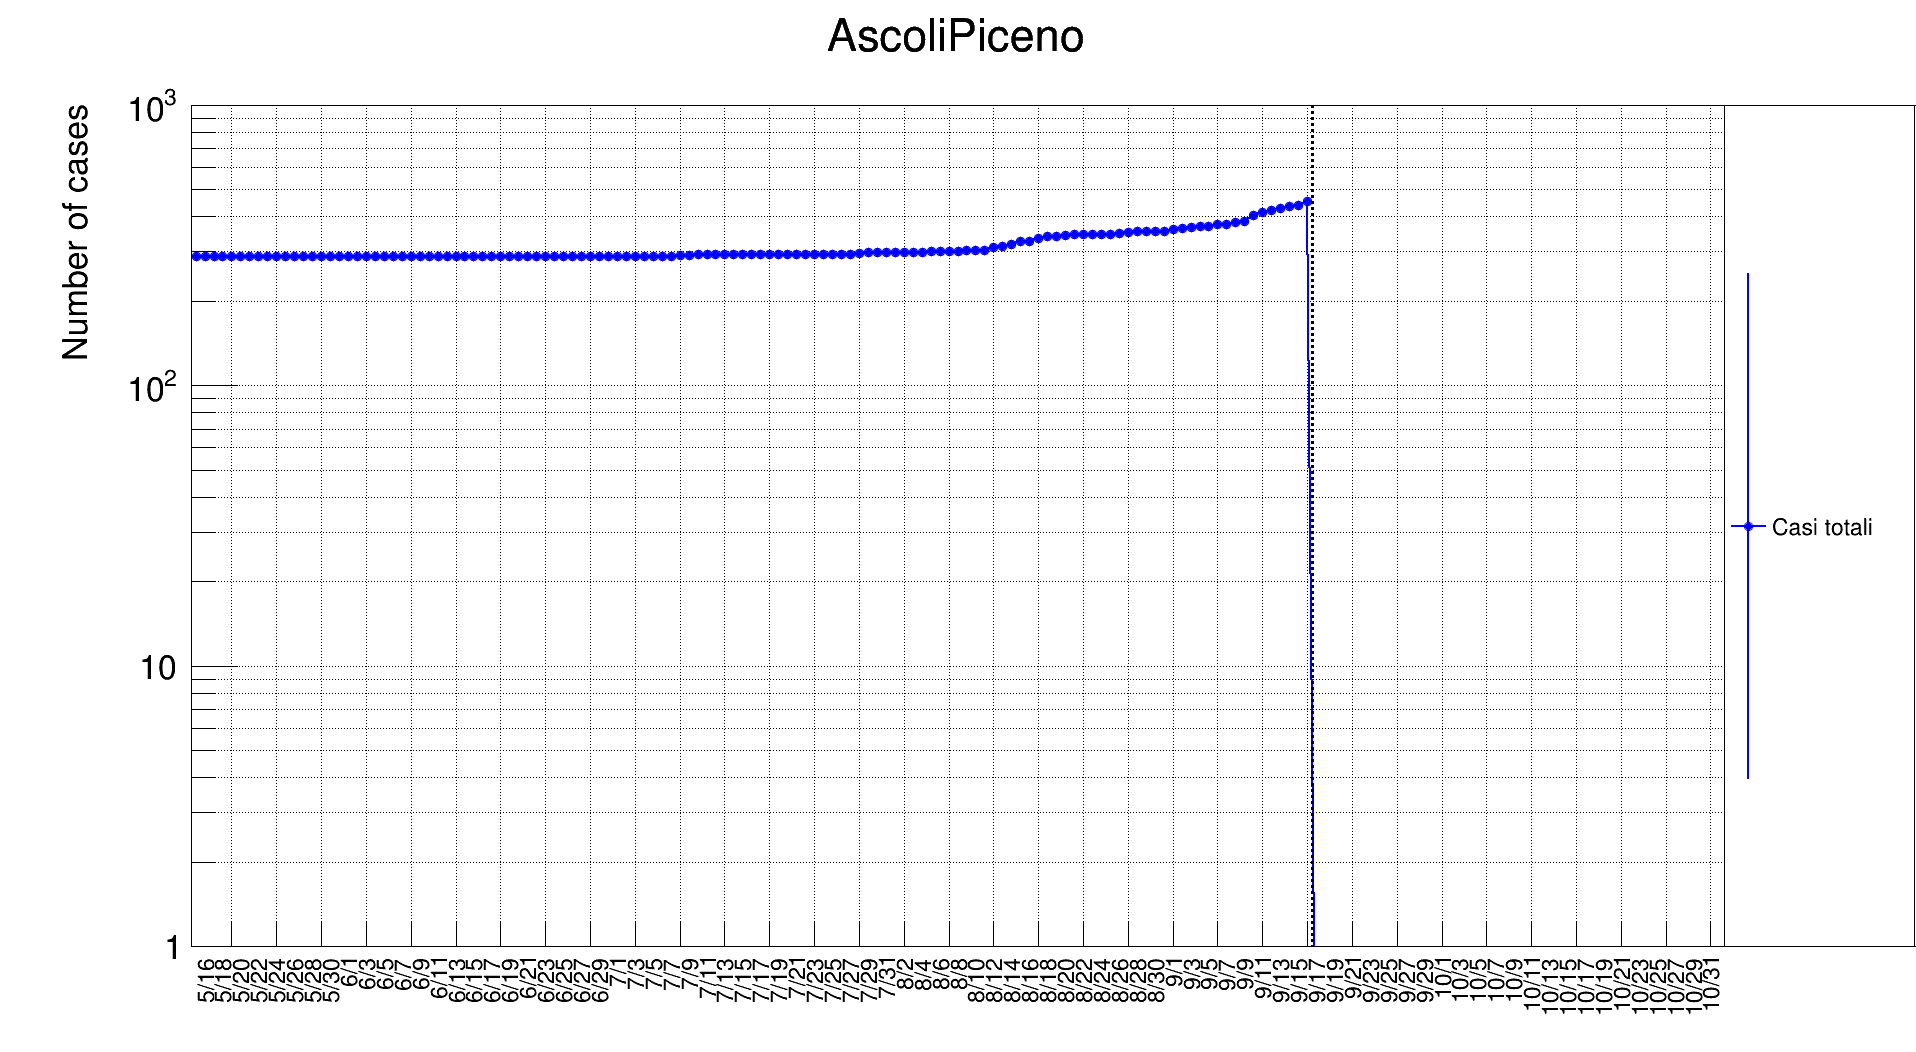 AscoliPiceno
Number of cases
10³
10²
10
1
5/16 5/18 5/20 5/22 5/24 5/26 5/28 5/30 6/1 6/3 6/5 6/7 6/9 6/11 6/13 6/15 6/17 6/19 6/21 6/23 6/25 6/27 6/29 7/1 7/3 7/5 7/7 7/9 7/11 7/13 7/15 7/17 7/19 7/21 7/23 7/25 7/27 7/29 7/31 8/2 8/4 8/6 8/8 8/10 8/12 8/14 8/16 8/18 8/20 8/22 8/24 8/26 8/28 8/30 9/1 9/3 9/5 9/7 9/9 9/11 9/13 9/15 9/17 9/19 9/21 9/23 9/25 9/27 9/29 10/1 10/3 10/5 10/7 10/9 10/11 10/13 10/15 10/17 10/19 10/21 10/23 10/25 10/27 10/29 10/31
Casi totali